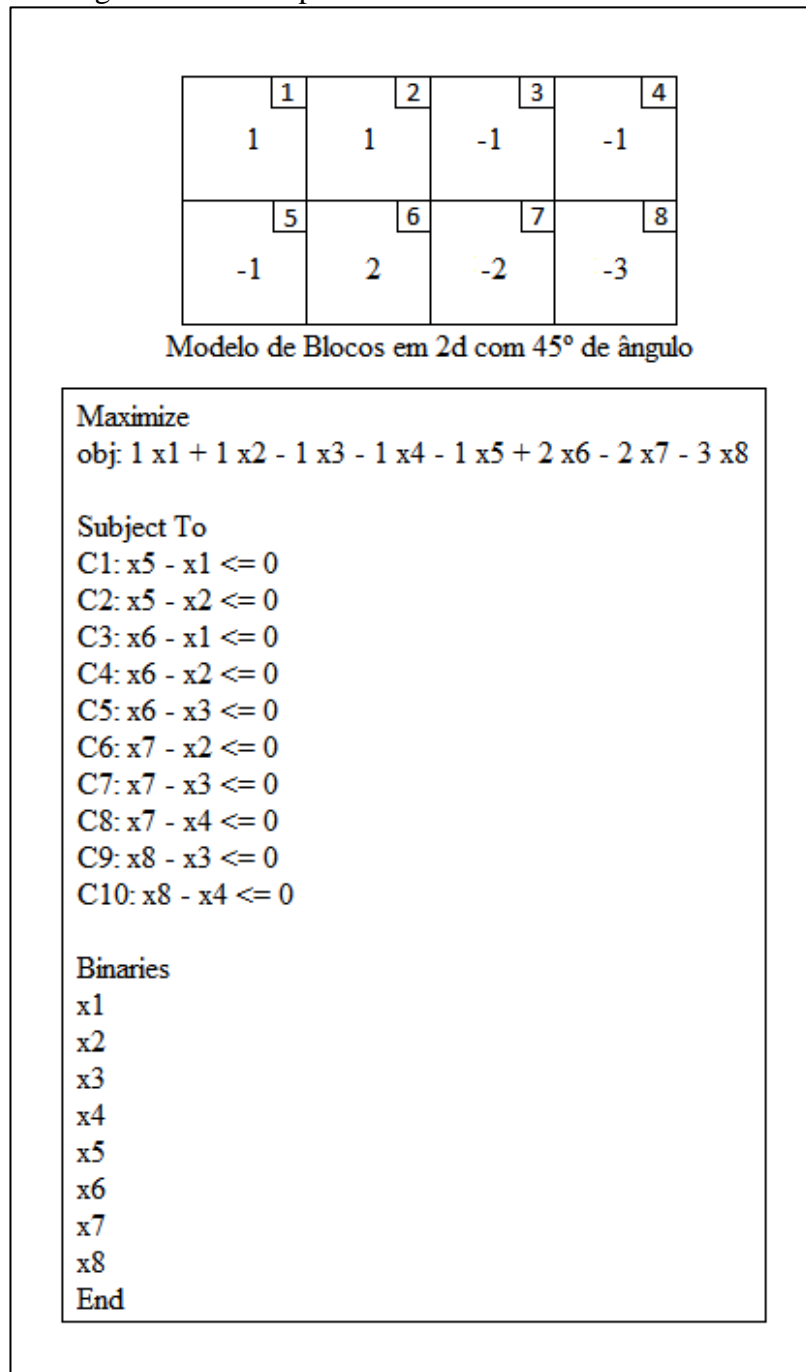 1 2 3 4
1 1 -1 -1
5 6 7 8
-1 2 -2 -3
Modelo de Blocos em 2d com 45º de ângulo
Maximize
obj: 1 x1 + 1 x2 - 1 x3 - 1 x4 - 1 x5 + 2 x6 - 2 x7 - 3 x8
Subject To
C1: x5 - x1 <= 0
C2: x5 - x2 <= 0
C3: x6 - x1 <= 0
C4: x6 - x2 <= 0
C5: x6 - x3 <= 0
C6: x7 - x2 <= 0
C7: x7 - x3 <= 0
C8: x7 - x4 <= 0
C9: x8 - x3 <= 0
C10: x8 - x4 <= 0
Binaries
x1
x2
x3
x4
x5
x6
x7
x8
End